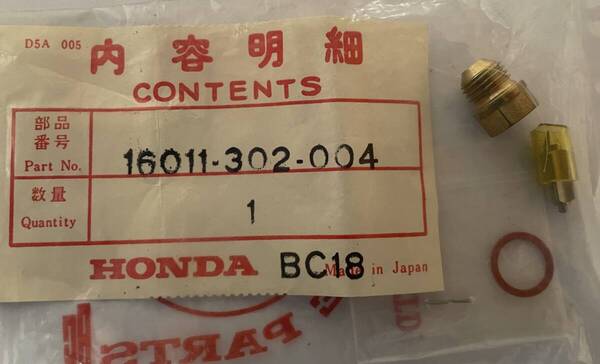 D5A 005
内容明細
CONTENTS
部品
番号
Part No. 16011-302-004
数量
Quantity 1
HONDA BC18 Made in Japan
PARTS